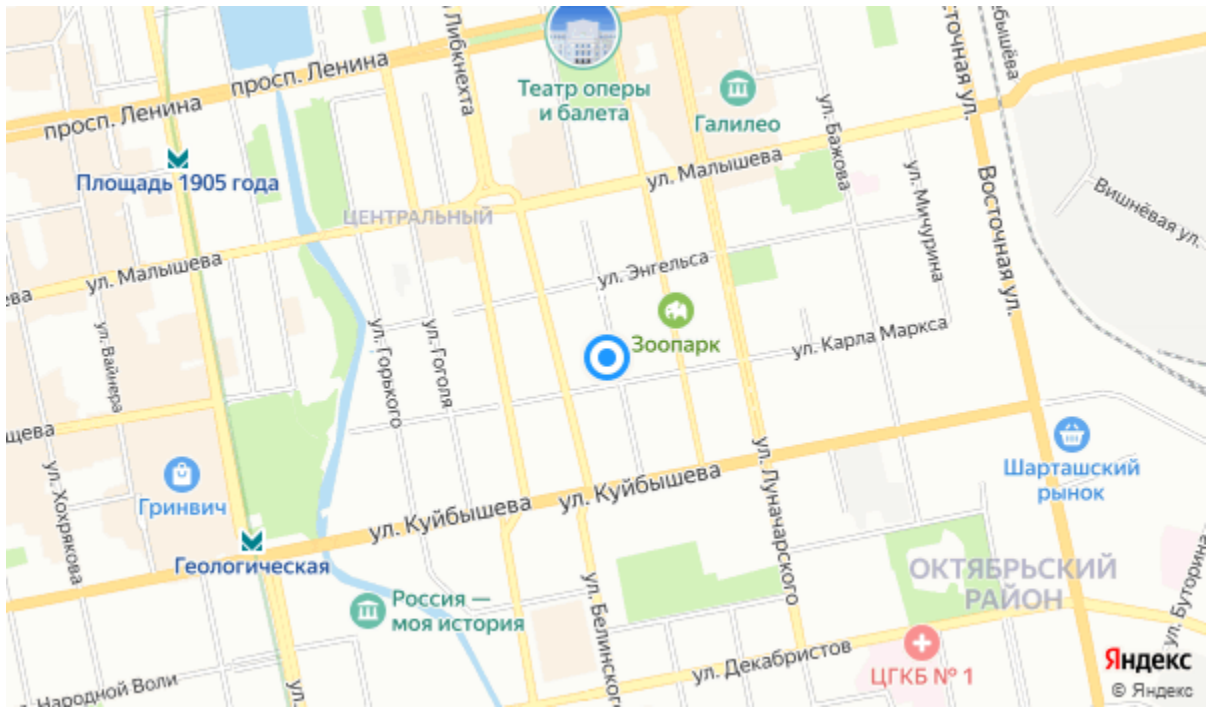 просп. Ленина
просп. Ленина
Либкнехта
Театр оперы
и балета
Галилео
ул. Бажова
Восточная ул.
Площадь 1905 года
ул. Малышева
ЦЕНТРАЛЬНЫЙ
ул. Мичурина
Восточная ул.
Вишнёвая ул.
ул. Малышева
ева
ул. Энгельса
ул. Вайнера
ул. Горького
ул. Гоголя
Зоопарк
ул. Карла Маркса
щева
ул. Хохрякова
Гринвич
ул. Куйбышева
ул. Куйбышева
ул. Луначарского
Шарташский
рынок
Геологическая
Россия —
моя история
ул. Белинского
ОКТЯБРЬСКИЙ
РАЙОН
ул. Буторина
ул. Декабристов
ЦГКБ № 1
Народной Воли
ул.
Яндекс
© Яндекс